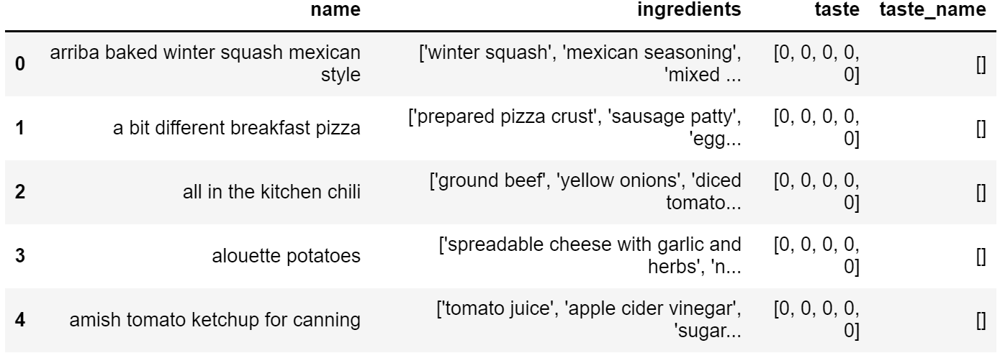 name ingredients taste taste_name
0 arriba baked winter squash mexican style ['winter squash', 'mexican seasoning', 'mixed ... [0, 0, 0, 0, 0] []
1 a bit different breakfast pizza ['prepared pizza crust', 'sausage patty', 'egg... [0, 0, 0, 0, 0] []
2 all in the kitchen chili ['ground beef', 'yellow onions', 'diced tomato... [0, 0, 0, 0, 0] []
3 alouette potatoes ['spreadable cheese with garlic and herbs', 'n... [0, 0, 0, 0, 0] []
4 amish tomato ketchup for canning ['tomato juice', 'apple cider vinegar', 'sugar... [0, 0, 0, 0, 0] []